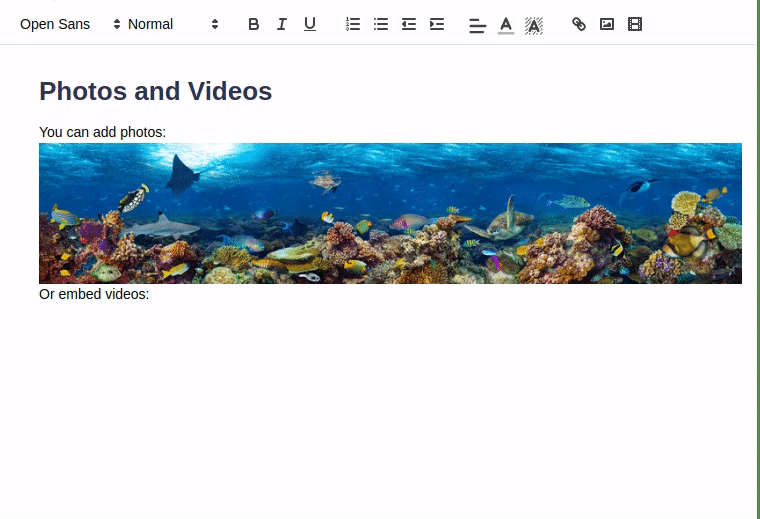 Open Sans Normal B I U A A
Photos and Videos
You can add photos:
Or embed videos: